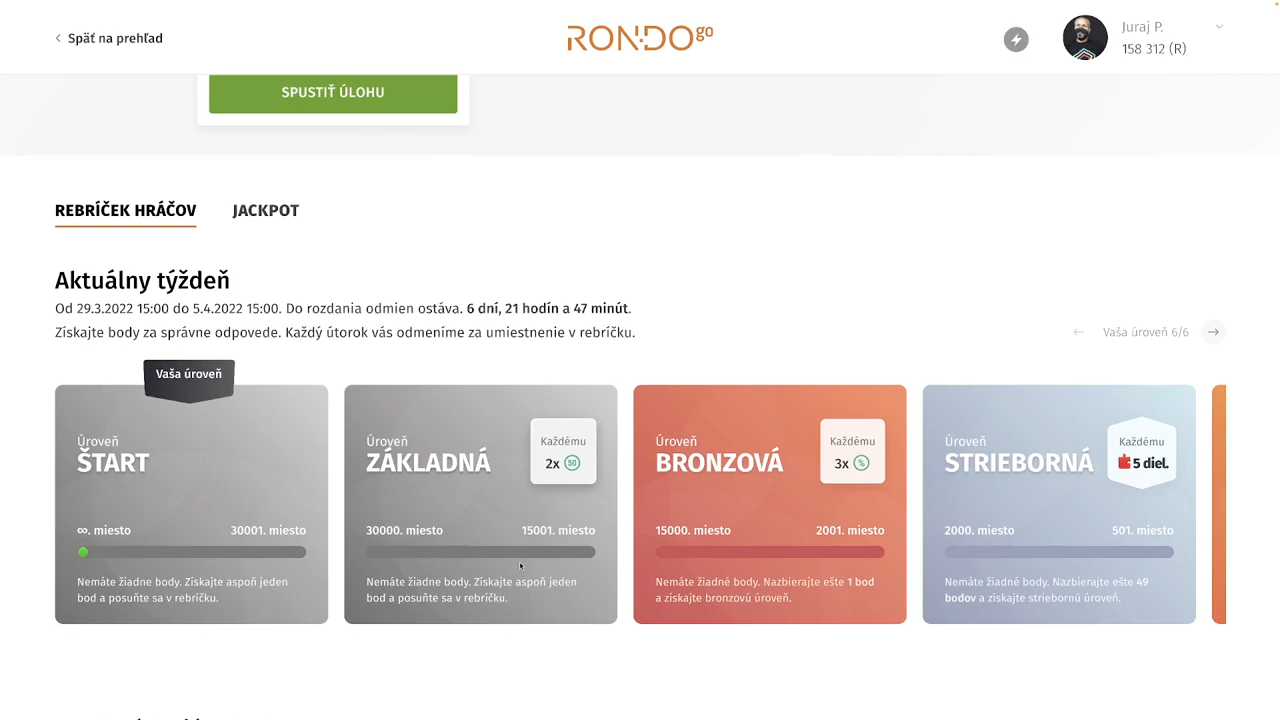 Späť na prehľad
RONDO go
Juraj P.
158 312 (R)
SPUSTIŤ ÚLOHU
REBRÍČEK HRÁČOV
JACKPOT
Aktuálny týždeň
Od 29.3.2022 15:00 do 5.4.2022 15:00. Do rozdania odmien ostáva. 6 dní, 21 hodín a 47 minút.
Získajte body za správne odpovede. Každý útorok vás odmeníme za umiestnenie v rebríčku.
Vaša úroveň 6/6
Vaša úroveň
Úroveň
ŠTART
∞. miesto
30001. miesto
Nemáte žiadne body. Získajte aspoň jeden
bod a posuňte sa v rebríčku.
Úroveň
ZÁKLADNÁ
Každému
2x 50
30000. miesto
15001. miesto
Nemáte žiadne body. Získajte aspoň jeden
bod a posuňte sa v rebríčku.
Úroveň
BRONZOVÁ
Každému
3x %
15000. miesto
2001. miesto
Nemáte žiadné body. Nazbierajte ešte 1 bod
a získajte bronzovú úroveň.
Úroveň
STRIEBORNÁ
Každému
5 diel.
2000. miesto
501. miesto
Nemáte žiadné body. Nazbierajte ešte 49
bodov a získajte striebornú úroveň.